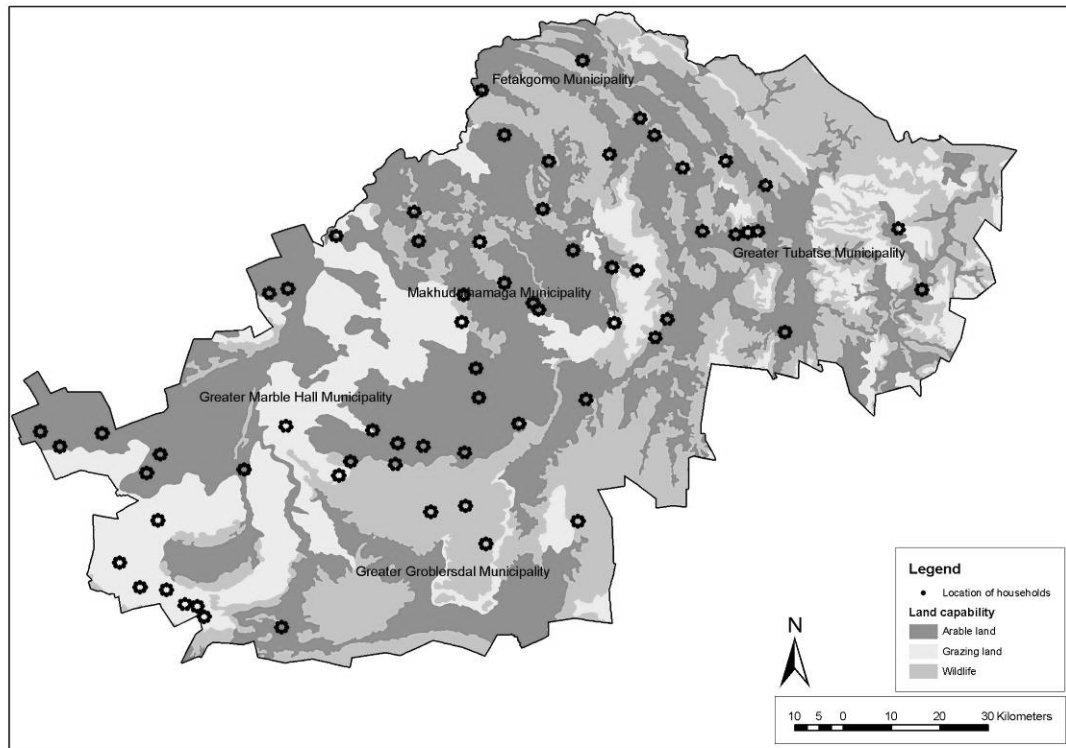 Fetakgomo Municipality
Greater Tubatse Municipality
Makhuduthamaga Municipality
Greater Marble Hall Municipality
Greater Groblersdal Municipality
Legend
Location of households
Land capability
Arable land
Grazing land
Wildlife
N
10 5 0 10 20 30 Kilometers